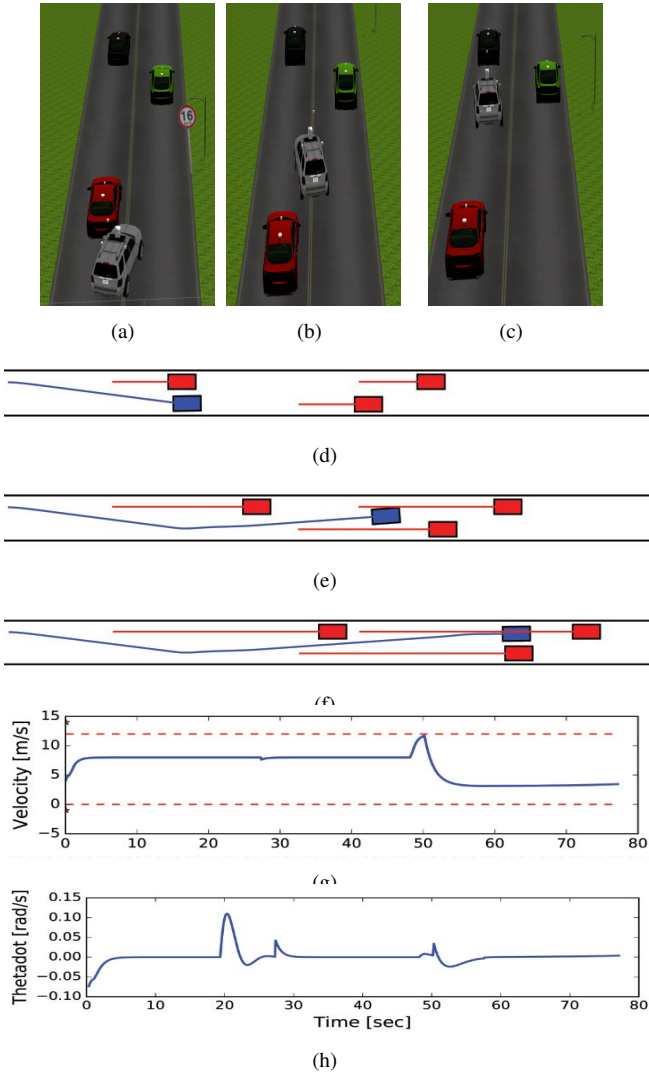 16
(a)
(b)
(c)
(d)
(e)
(f)
Velocity [m/s]
15
10
5
0
−5
0 10 20 30 40 50 60 70 80
(g)
Thetadot [rad/s]
0.15
0.10
0.05
0.00
−0.05
−0.10
0 10 20 30 40 50 60 70 80
Time [sec]
(h)